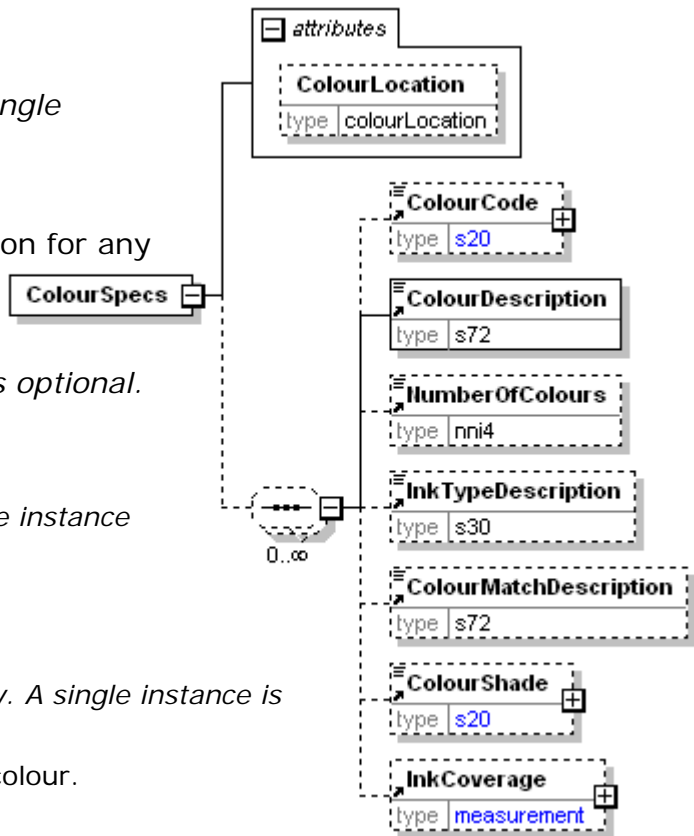 attributes
ColourLocation
type colourLocation
ngle
ColourCode
type s20
on for any
ColourSpecs
ColourDescription
type s72
s optional.
NumberOfColours
type nni4
InkTypeDescription
type s30
e instance
0..∞
ColourMatchDescription
type s72
y. A single instance is
ColourShade
type s20
colour.
InkCoverage
type measurement